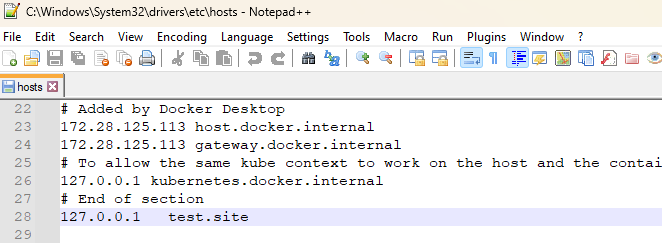 C:\Windows\System32\drivers\etc\hosts - Notepad++
File Edit Search View Encoding Language Settings Tools Macro Run Plugins Window ?
hosts
22 # Added by Docker Desktop
23 172.28.125.113 host.docker.internal
24 172.28.125.113 gateway.docker.internal
25 # To allow the same kube context to work on the host and the contai
26 127.0.0.1 kubernetes.docker.internal
27 # End of section
28 127.0.0.1   test.site
29